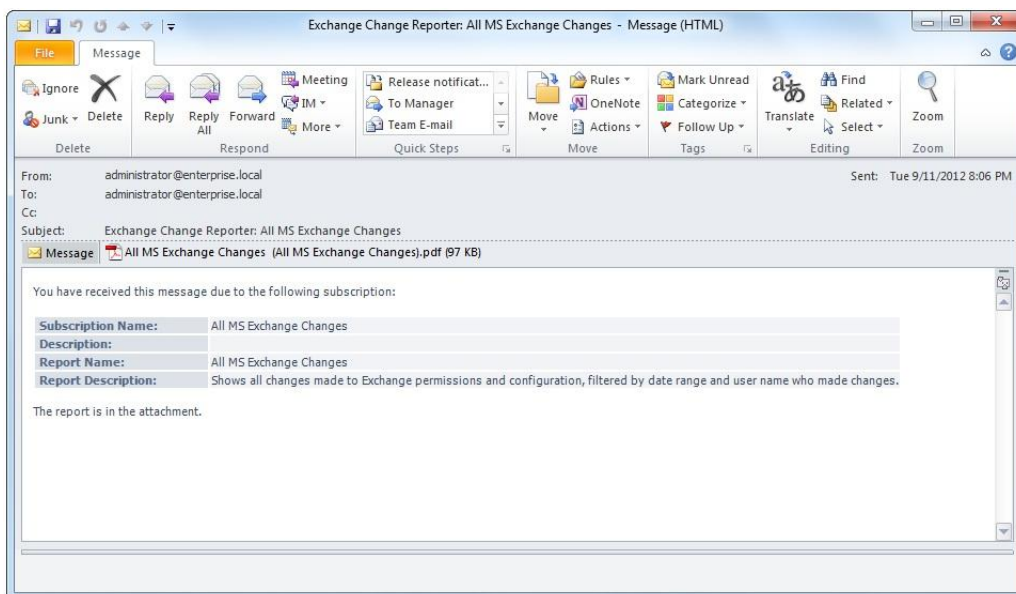 Exchange Change Reporter: All MS Exchange Changes - Message (HTML)
File Message
Ignore
Junk
Delete
Reply
Reply All
Forward
Meeting
IM
More
Release notificat...
To Manager
Team E-mail
Move
Rules
OneNote
Actions
Mark Unread
Categorize
Follow Up
Translate
Find
Related
Select
Zoom
Delete Respond Quick Steps Move Tags Editing Zoom
From: administrator@enterprise.local Sent: Tue 9/11/2012 8:06 PM
To: administrator@enterprise.local
Cc:
Subject: Exchange Change Reporter: All MS Exchange Changes
Message All MS Exchange Changes (All MS Exchange Changes).pdf (97 KB)
You have received this message due to the following subscription:
Subscription Name: All MS Exchange Changes
Description:
Report Name: All MS Exchange Changes
Report Description: Shows all changes made to Exchange permissions and configuration, filtered by date range and user name who made changes.
The report is in the attachment.